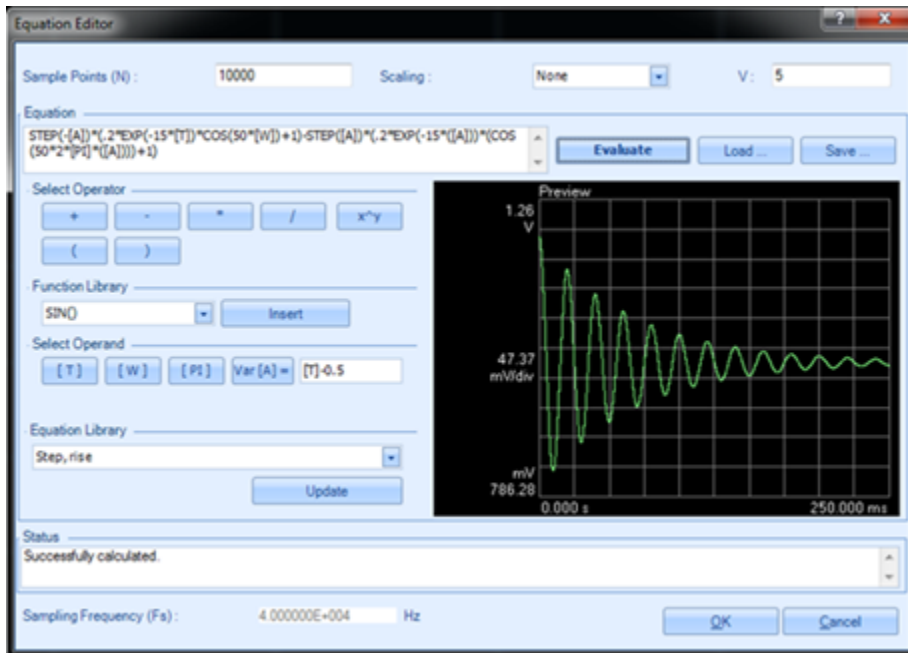 Equation Editor
Sample Points (N) : 10000 Scaling : None V : 5
Equation
STEP(-[A])*(.2*EXP(-15*[T])*COS(50*[W])+1)-STEP([A])*(.2*EXP(-15*([A]))*(COS
(50*2*[PI]*([A])))+1)
Evaluate Load ... Save ...
Select Operator
+ - * / x^y
( )
Function Library
SIN() Insert
Select Operand
[ T ] [ W ] [ PI ] Var [A] = [T]-0.5
Equation Library
Step, rise
Update
Preview
1.26
V
47.37
mV/div
mV
786.28
0.000 s 250.000 ms
Status
Successfully calculated.
Sampling Frequency (Fs) : 4.000000E+004 Hz OK Cancel